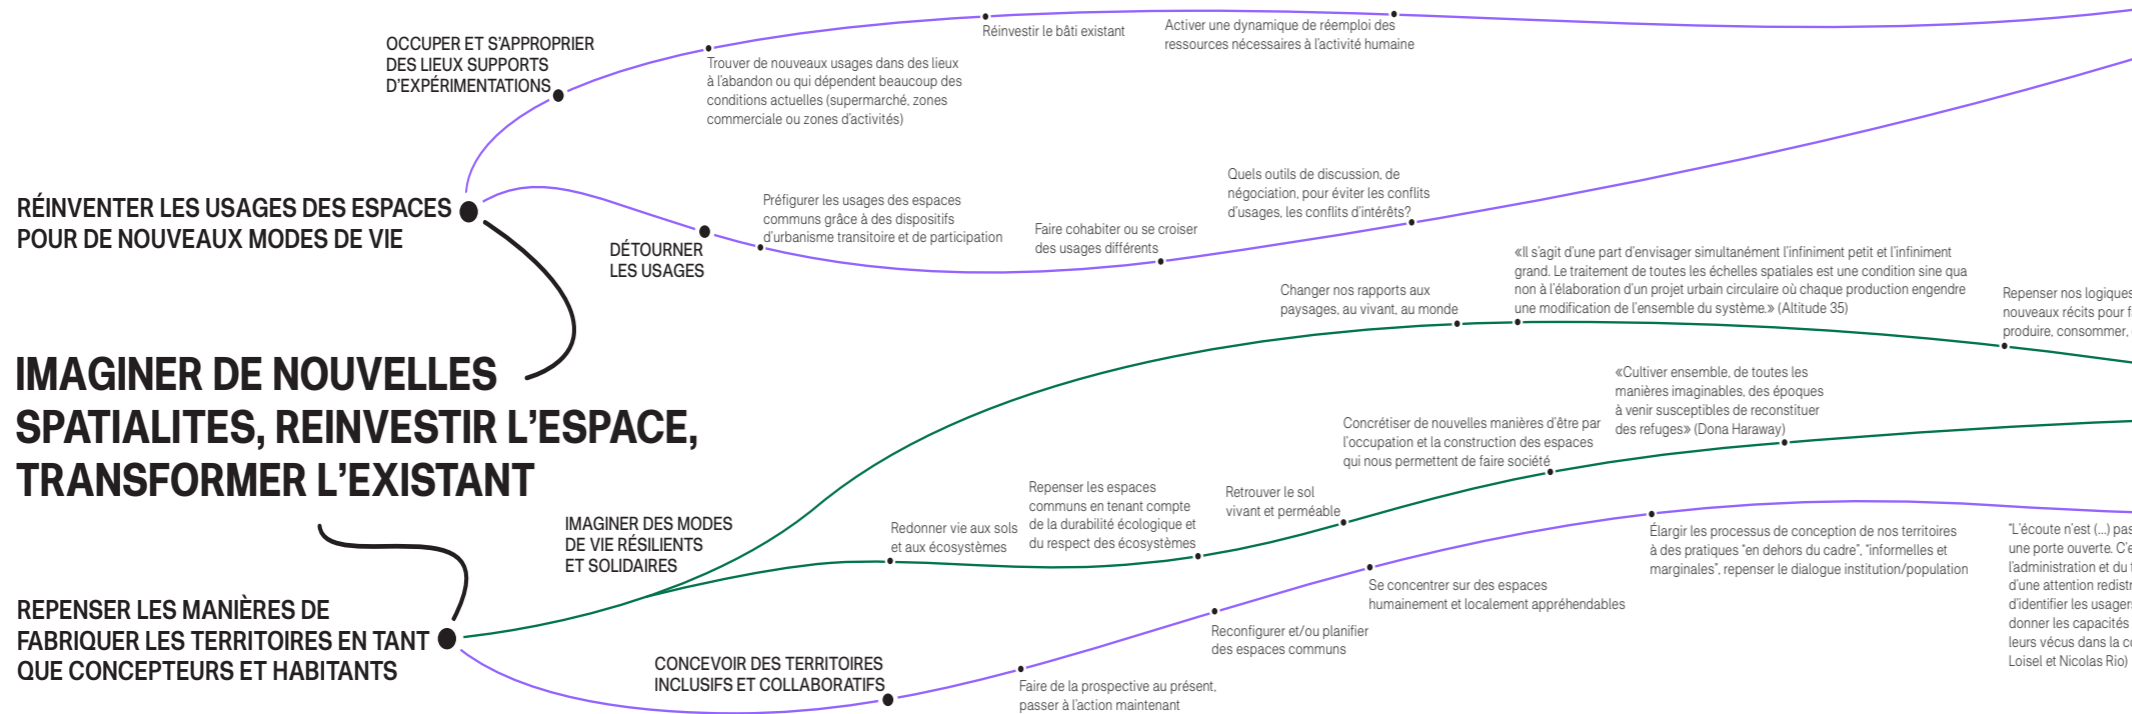 OCCUPER ET S'APPROPRIER
DES LIEUX SUPPORTS
D'EXPÉRIMENTATIONS
Trouver de nouveaux usages dans des lieux
à l'abandon ou qui dépendent beaucoup des
conditions actuelles (supermarché, zones
commerciale ou zones d'activités)
Réinvestir le bâti existant
Activer une dynamique de réemploi des
ressources nécessaires à l'activité humaine
RÉINVENTER LES USAGES DES ESPACES
POUR DE NOUVEAUX MODES DE VIE
DÉTOURNER
LES USAGES
Préfigurer les usages des espaces
communs grâce à des dispositifs
d'urbanisme transitoire et de participation
Faire cohabiter ou se croiser
des usages différents
Quels outils de discussion, de
négociation, pour éviter les conflits
d'usages, les conflits d'intérêts?
Changer nos rapports aux
paysages, au vivant, au monde
«Il s'agit d'une part d'envisager simultanément l'infiniment petit et l'infiniment
grand. Le traitement de toutes les échelles spatiales est une condition sine qua
non à l'élaboration d'un projet urbain circulaire où chaque production engendre
une modification de l'ensemble du système.» (Altitude 35)
Repenser nos logiques
nouveaux récits pour f
produire, consommer,
IMAGINER DE NOUVELLES
SPATIALITES, REINVESTIR L'ESPACE,
TRANSFORMER L'EXISTANT
IMAGINER DES MODES
DE VIE RÉSILIENTS
ET SOLIDAIRES
Redonner vie aux sols
et aux écosystèmes
Repenser les espaces
communs en tenant compte
de la durabilité écologique et
du respect des écosystèmes
Retrouver le sol
vivant et perméable
Concrétiser de nouvelles manières d'être par
l'occupation et la construction des espaces
qui nous permettent de faire société
«Cultiver ensemble, de toutes les
manières imaginables, des époques
à venir susceptibles de reconstituer
des refuges» (Dona Haraway)
REPENSER LES MANIÈRES DE
FABRIQUER LES TERRITOIRES EN TANT
QUE CONCEPTEURS ET HABITANTS
CONCEVOIR DES TERRITOIRES
INCLUSIFS ET COLLABORATIFS
Faire de la prospective au présent,
passer à l'action maintenant
Reconfigurer et/ou planifier
des espaces communs
Se concentrer sur des espaces
humainement et localement appréhendables
Élargir les processus de conception de nos territoires
à des pratiques "en dehors du cadre", "informelles et
marginales", repenser le dialogue institution/population
"L'écoute n'est (...) pas
une porte ouverte. C'e
l'administration et du
d'une attention redistr
d'identifier les usagers
donner les capacités
leurs vécus dans la co
Loisel et Nicolas Rio)